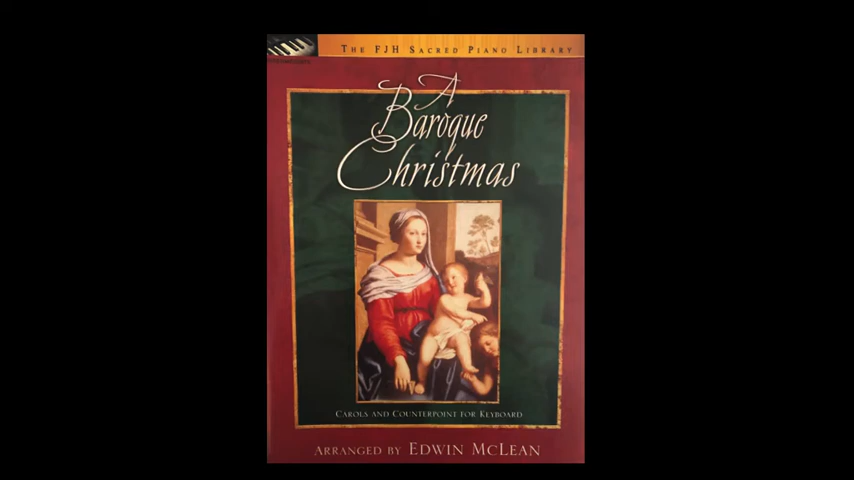 The FJH Sacred Piano Library
A
Baroque
Christmas
Carols and Counterpoint for Keyboard
Arranged by Edwin McLean